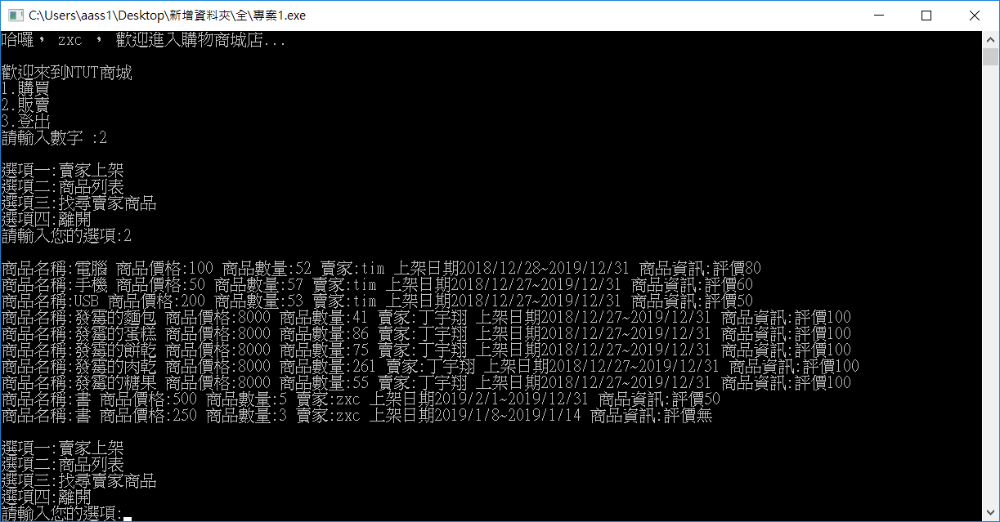 C:\Users\aass1\Desktop\新增資料夾\全\專案1.exe
哈囉， zxc ， 歡迎進入購物商城店...
歡迎來到NTUT商城
1.購買
2.販賣
3.登出
請輸入數字 :2
選項一:賣家上架
選項二:商品列表
選項三:找尋賣家商品
選項四:離開
請輸入您的選項:2
商品名稱:電腦 商品價格:100 商品數量:52 賣家:tim 上架日期2018/12/28~2019/12/31 商品資訊:評價80
商品名稱:手機 商品價格:50 商品數量:57 賣家:tim 上架日期2018/12/27~2019/12/31 商品資訊:評價60
商品名稱:USB 商品價格:200 商品數量:53 賣家:tim 上架日期2018/12/27~2019/12/31 商品資訊:評價50
商品名稱:發霉的麵包 商品價格:8000 商品數量:41 賣家:丁宇翔 上架日期2018/12/27~2019/12/31 商品資訊:評價100
商品名稱:發霉的蛋糕 商品價格:8000 商品數量:86 賣家:丁宇翔 上架日期2018/12/27~2019/12/31 商品資訊:評價100
商品名稱:發霉的餅乾 商品價格:8000 商品數量:75 賣家:丁宇翔 上架日期2018/12/27~2019/12/31 商品資訊:評價100
商品名稱:發霉的肉乾 商品價格:8000 商品數量:261 賣家:丁宇翔 上架日期2018/12/27~2019/12/31 商品資訊:評價100
商品名稱:發霉的糖果 商品價格:8000 商品數量:55 賣家:丁宇翔 上架日期2018/12/27~2019/12/31 商品資訊:評價100
商品名稱:書 商品價格:500 商品數量:5 賣家:zxc 上架日期2019/2/1~2019/12/31 商品資訊:評價50
商品名稱:書 商品價格:250 商品數量:3 賣家:zxc 上架日期2019/1/8~2019/1/14 商品資訊:評價無
選項一:賣家上架
選項二:商品列表
選項三:找尋賣家商品
選項四:離開
請輸入您的選項: